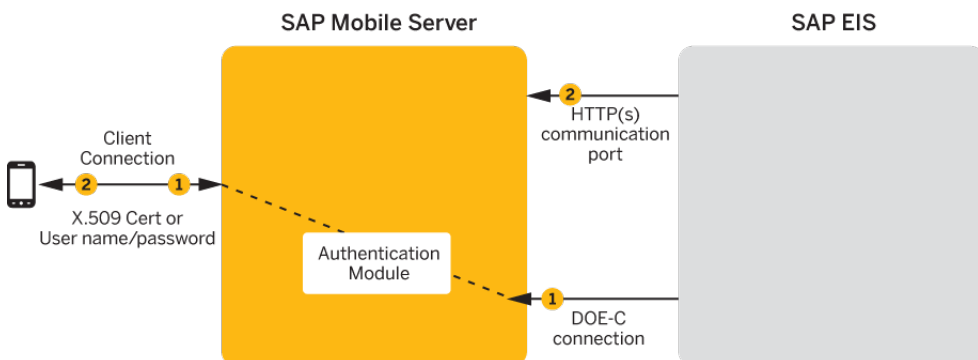 SAP Mobile Server
SAP EIS
Client
Connection
2
1
X.509 Cert or
User name/password
Authentication
Module
2
HTTP(s)
communication
port
1
DOE-C
connection